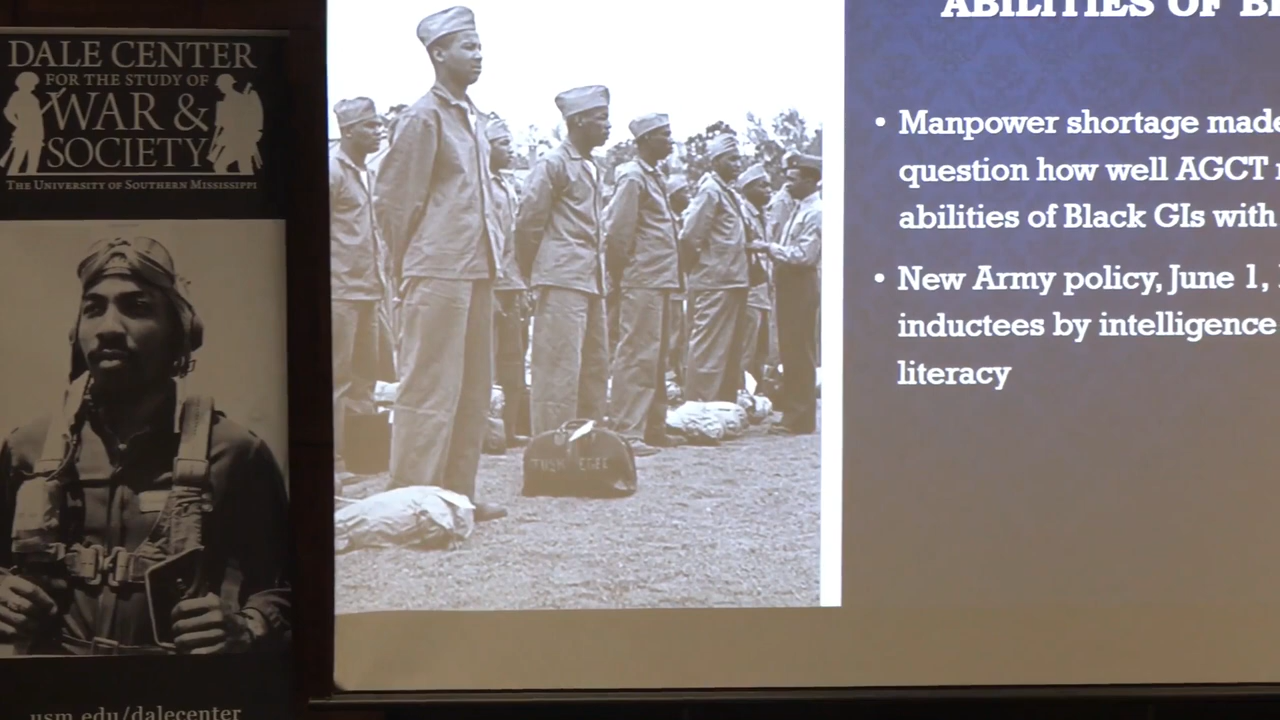 DALE CENTER
FOR THE STUDY OF
WAR &
SOCIETY
THE UNIVERSITY OF SOUTHERN MISSISSIPPI
usm.edu/dalecenter
TUSKEGEE
ABILITIES OF
• Manpower shortage made
question how well AGCT
abilities of Black GIs with
• New Army policy, June 1,
inductees by intelligence
literacy